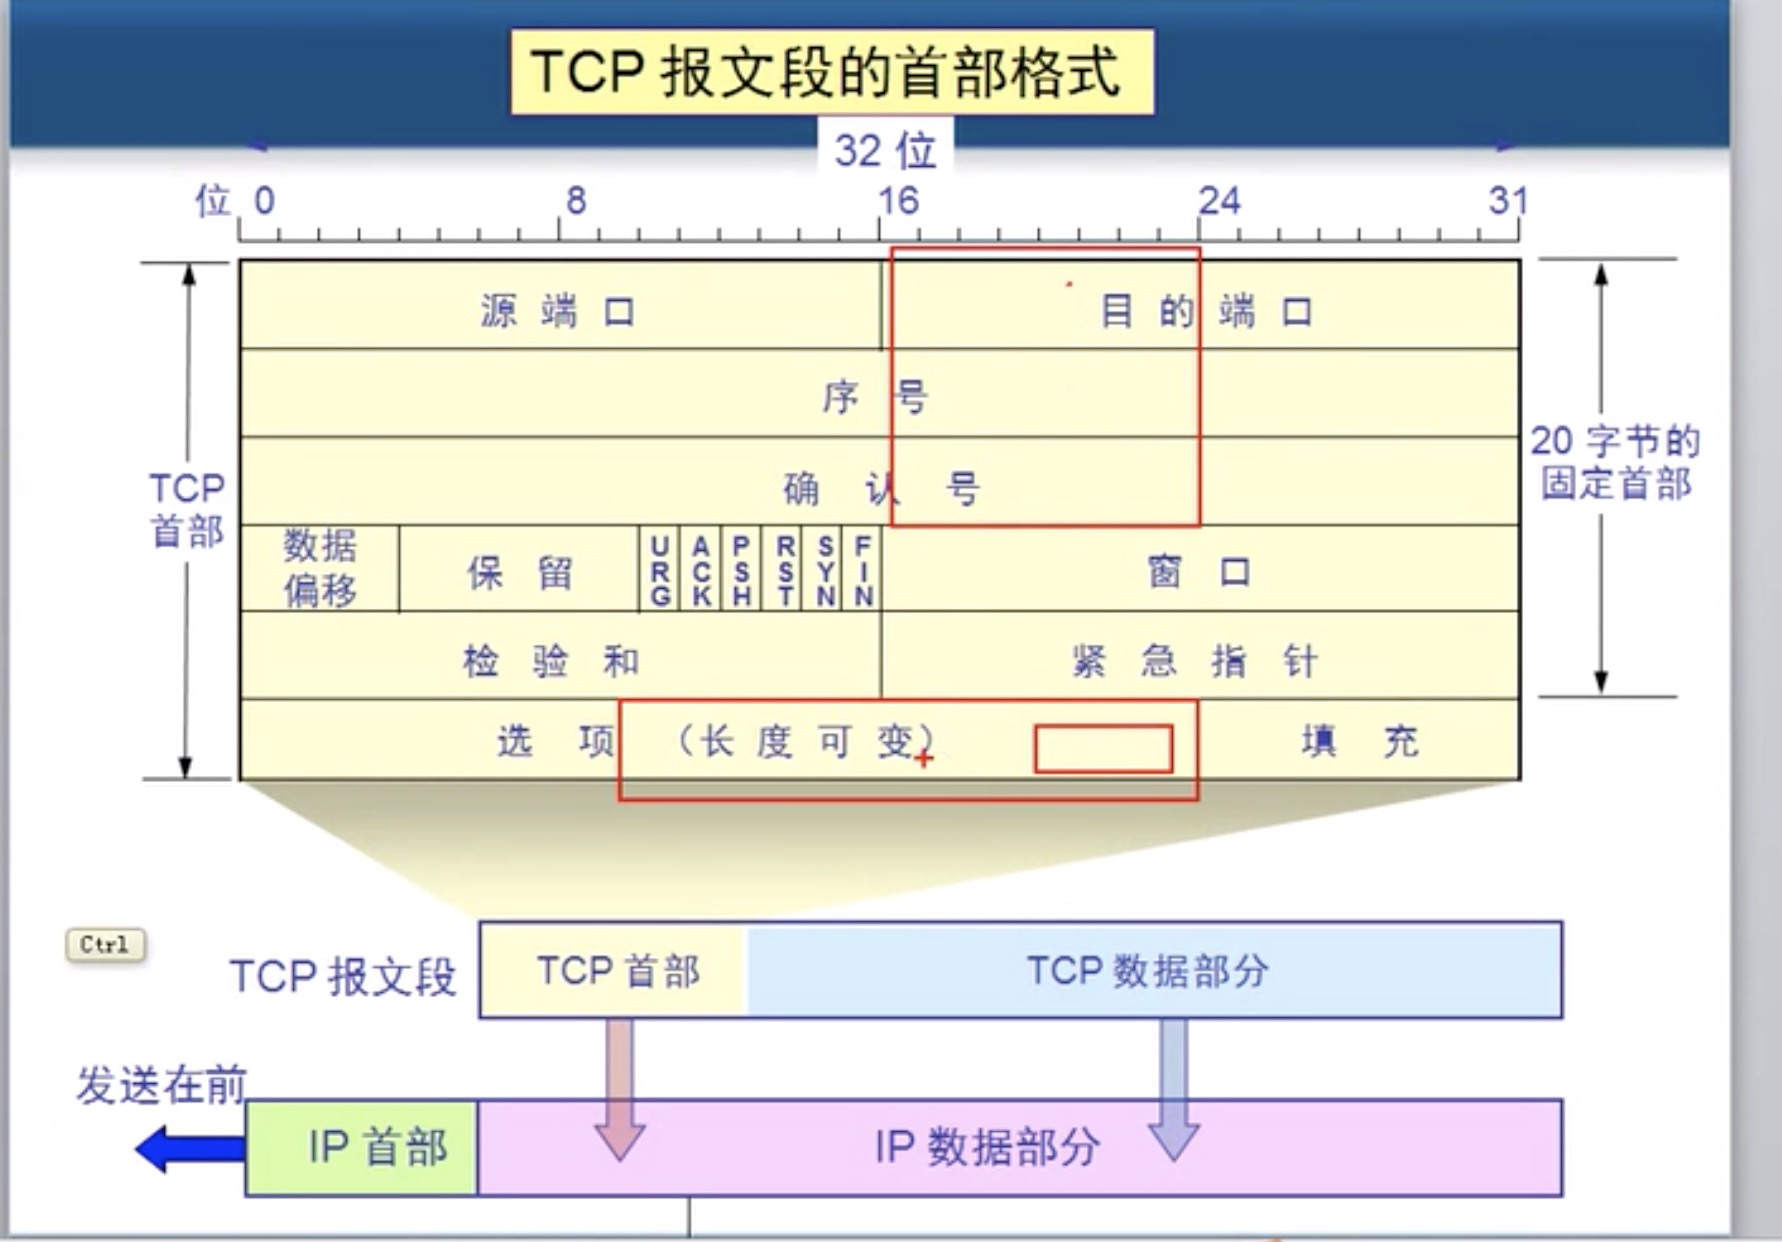 TCP 报文段的首部格式
32 位
位 0 8 16 24 31
源 端 口 目 的 端 口
序 号
确 认 号
TCP
首部
20 字节的
固定首部
数据
偏移
保 留
URG
ACK
PSH
RST
SYN
FIN
窗 口
检 验 和 紧 急 指 针
选 项 （长 度 可 变） 填 充
Ctrl
TCP 报文段
TCP 首部
TCP 数据部分
发送在前
IP 首部
IP 数据部分